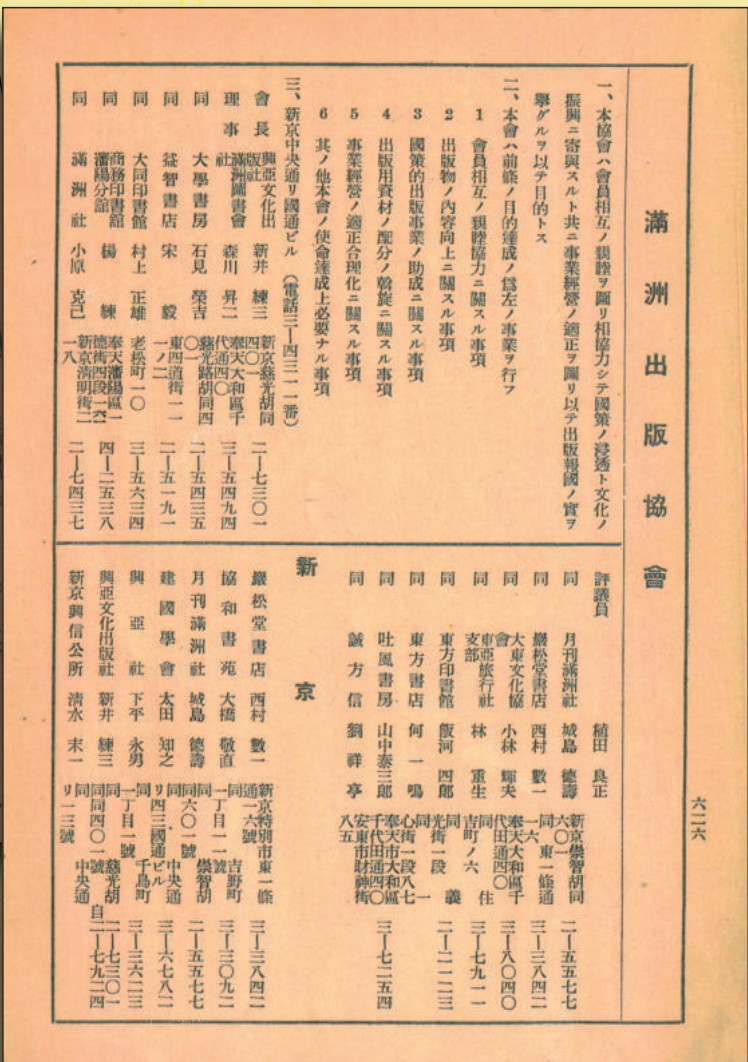 滿洲出版協會
一、本協會ハ會員相互ノ親睦ヲ圖リ相協力シテ國策ノ浸透ト文化ノ
振興ニ寄與スルト共ニ事業經營ノ適正ヲ圖リ以テ出版報國ノ實ヲ
擧グルヲ以テ目的トス
二、本會ハ前條ノ目的達成ノ爲左ノ事業ヲ行フ
1 會員相互ノ親睦協力ニ關スル事項
2 出版物ノ內容向上ニ關スル事項
3 國策的出版事業ノ助成ニ關スル事項
4 出版用資材ノ配分ノ斡旋ニ關スル事項
5 事業經營ノ適正合理化ニ關スル事項
6 其ノ他本會ノ使命達成上必要ナル事項
三、新京中央通リ國通ビル (電話三—四三一一番)
會長 興亞文化出版社 新井練三 新京慈光胡同四〇一 二—七三〇一
理事 滿洲圖書會社 森川昇二 奉天大和區千代通四〇 三—五四九四
同 大學書房 石見榮吉 慈光路胡同四〇一 二—五四三五
同 益智書店 宋毅 東四道街一一一ノ二 二—五一九一
同 大同印書館 村上正雄 老松町一〇 三—五六三四
同 商務印書館瀋陽分館 楊練 奉天瀋陽區一德街四段一六 四—二五三八
同 滿洲社 小原克己 新京淸明街二一八 二—七四三七
評議員 植田良正
同 月刊滿洲社 城島德壽 新京崇智胡同六〇一 二—五五七七
同 巖松堂書店 西村數一 同東一條通一六 三—三八四二
同 大東文化協會 小林輝夫 奉天大和區千代田通四〇 三—八〇四〇
同 東亞旅行社支部 林重生 同住吉町ノ六 三—七九一一
同 東方印書館 飯河四郎 同義光街一段 二—二一二三
同 東方書店 何一鳴 同一心街一段八七
同 吐風書房 山中泰三郎 奉天市大和區千代田通四〇 三—七二五四
同 誠方信 劉祥亭 安東市財神街八五
新京
巖松堂書店 西村數一 新京特別市東一條通一六號 三—三八四二
協和書苑 大橋敬直 同吉野町一丁目一一號 三—三〇九二
月刊滿洲社 城島德壽 同崇智胡同六〇一號 二—五五七七
建國學會 太田知之 同、中央通リ四三國通ビル 三—六七八二
興亞社 下平永男 同千島町一丁目一號 三—三六二三
興亞文化出版社 新井練三 同慈光胡同四〇一號 二—七三〇一
新京興信公所 淸水末一 同中央通リ一三號 自二—七九二四
六二六